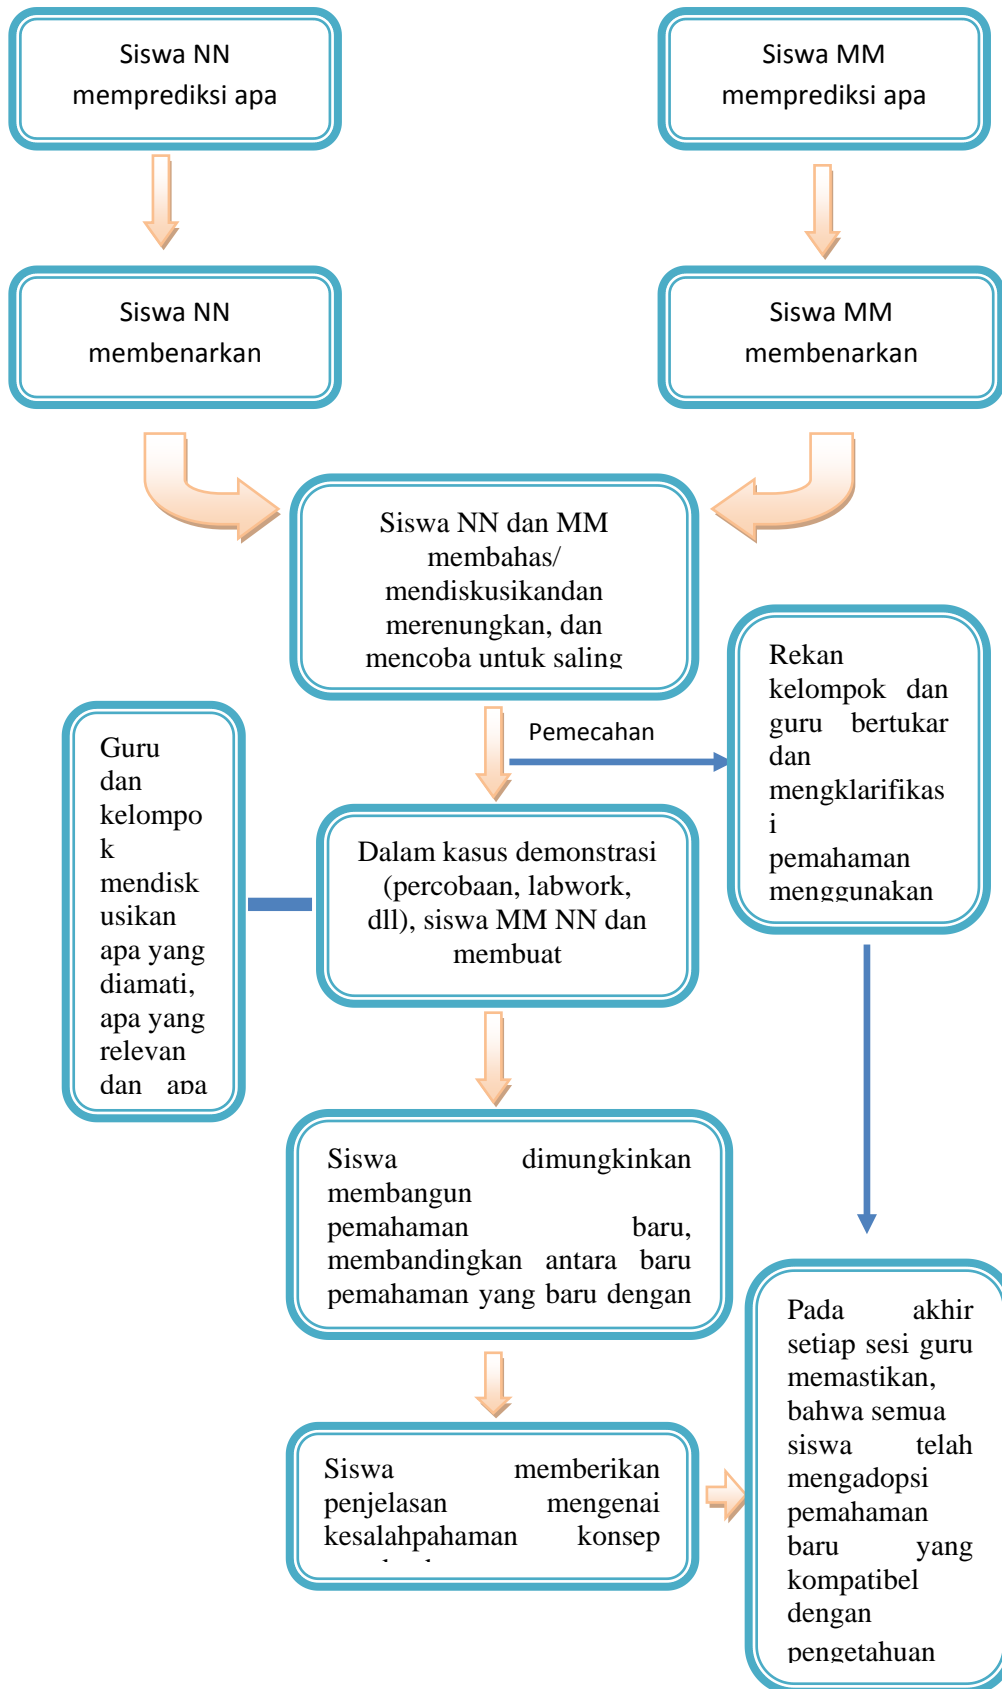 Siswa NN
memprediksi apa
Siswa MM
memprediksi apa
Siswa NN
membenarkan
Siswa MM
membenarkan
Siswa NN dan MM
membahas/
mendiskusikandan
merenungkan, dan
mencoba untuk saling
Rekan
kelompok dan
guru bertukar
dan
mengklarifikas
i
pemahaman
menggunakan
Pemecahan
Guru
dan
kelompo
k
mendisk
usikan
apa yang
diamati,
apa yang
relevan
dan apa
Dalam kasus demonstrasi
(percobaan, labwork,
dll), siswa MM NN dan
membuat
Siswa dimungkinkan
membangun
pemahaman baru,
membandingkan antara baru
pemahaman yang baru dengan
Siswa memberikan
penjelasan mengenai
kesalahpahaman konsep
Pada akhir
setiap sesi guru
memastikan,
bahwa semua
siswa telah
mengadopsi
pemahaman
baru yang
kompatibel
dengan
pengetahuan